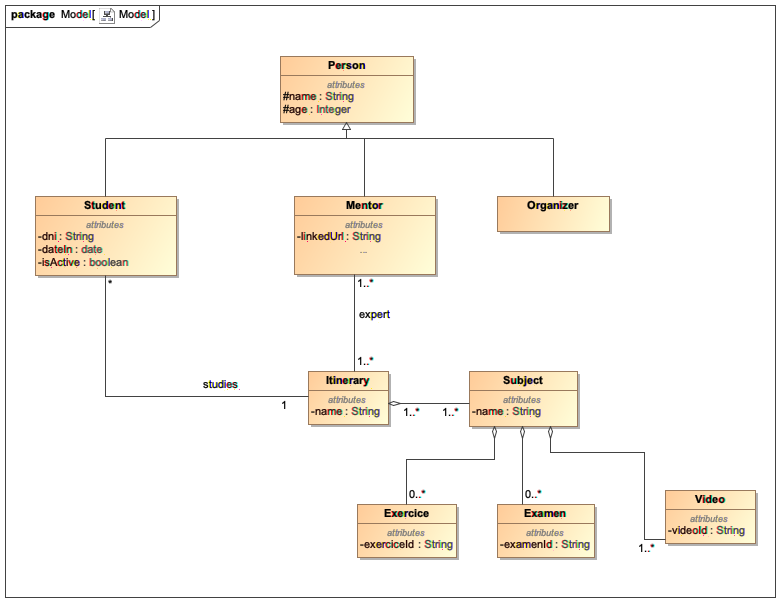 package Model[ Model ]
Person
attributes
#name : String
#age : Integer
Student
attributes
-dni : String
-dateIn : date
-isActive : boolean
Mentor
attributes
-linkedUrl : String
...
Organizer
*
1..*
expert
1..*
studies
1
Itinerary
attributes
-name : String
1..*
1..*
Subject
attributes
-name : String
0..*
0..*
1..*
Exercice
attributes
-exerciceId : String
Examen
attributes
-examenId : String
Video
attributes
-videoId : String